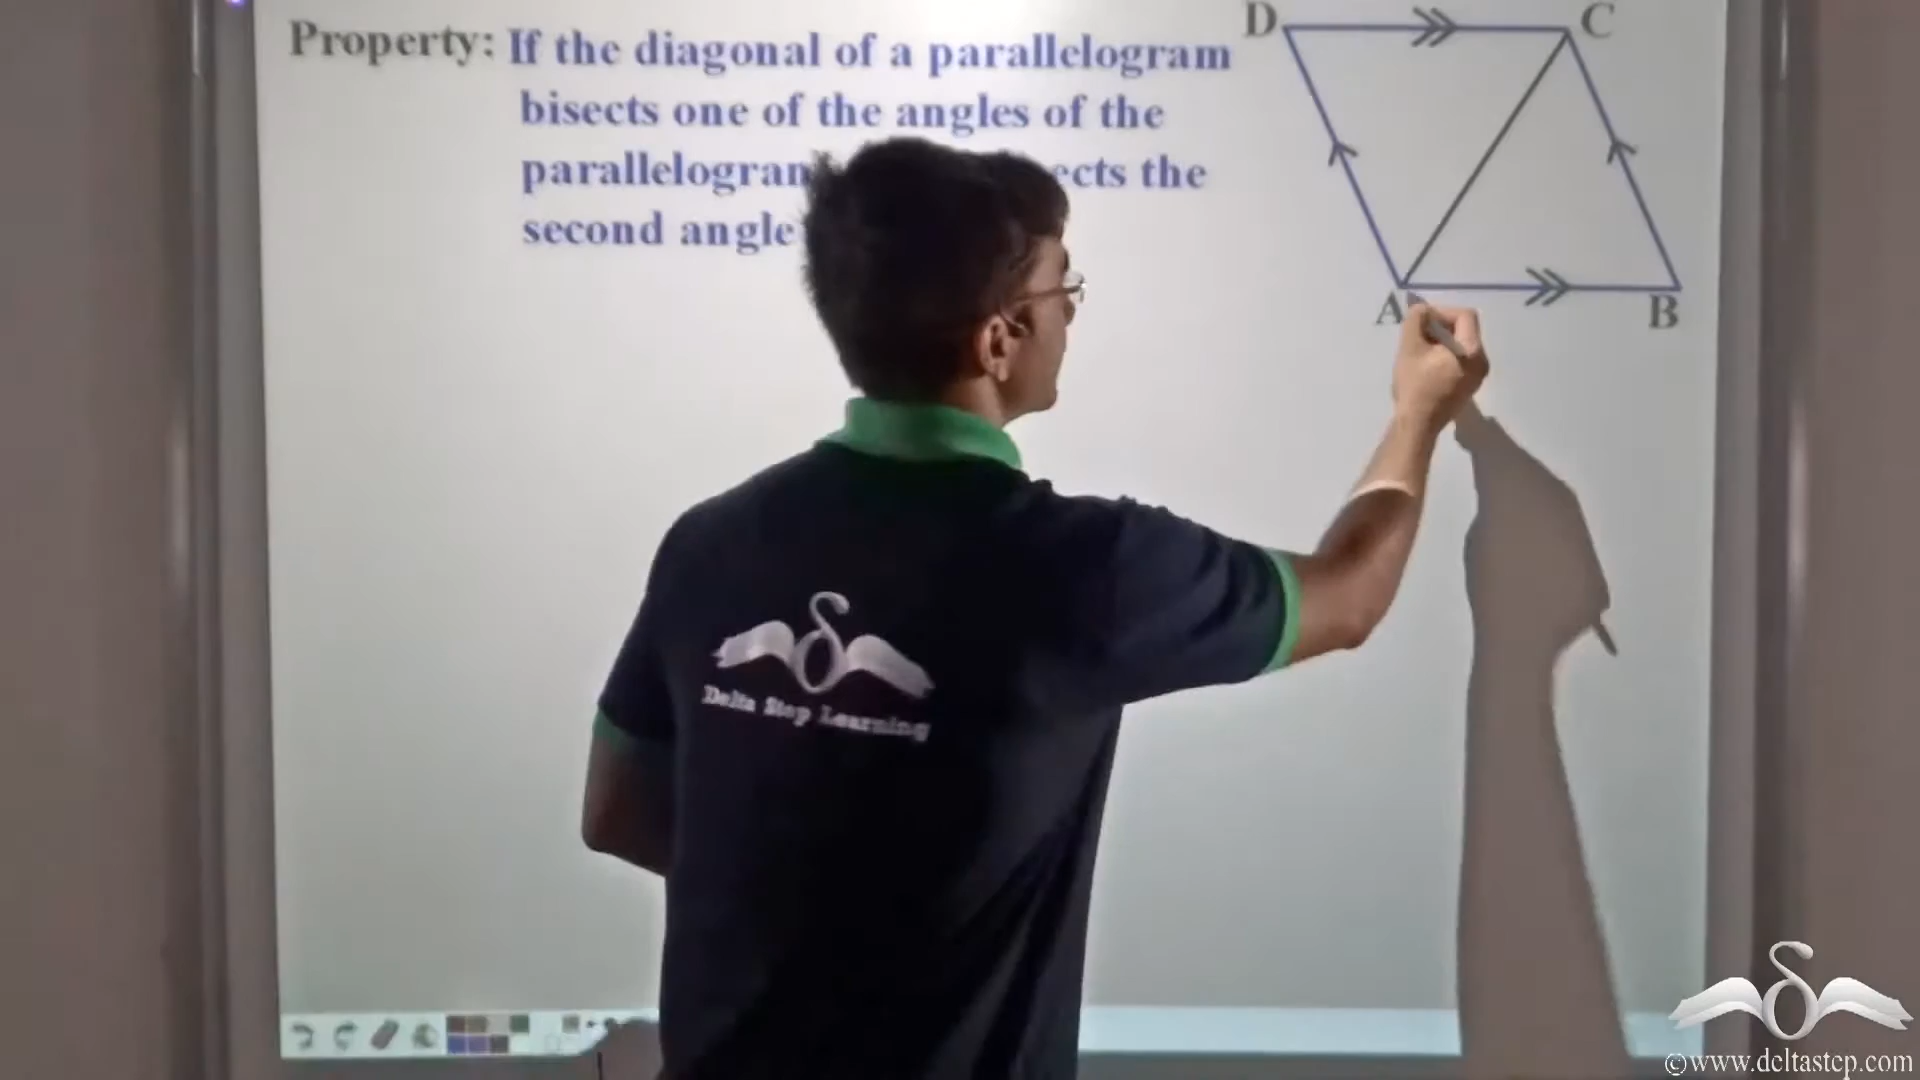 Property: If the diagonal of a parallelogram
bisects one of the angles of the
parallelogram ects the
second angle
D
C
A
B
Delta Step Learning
©www.deltastep.com